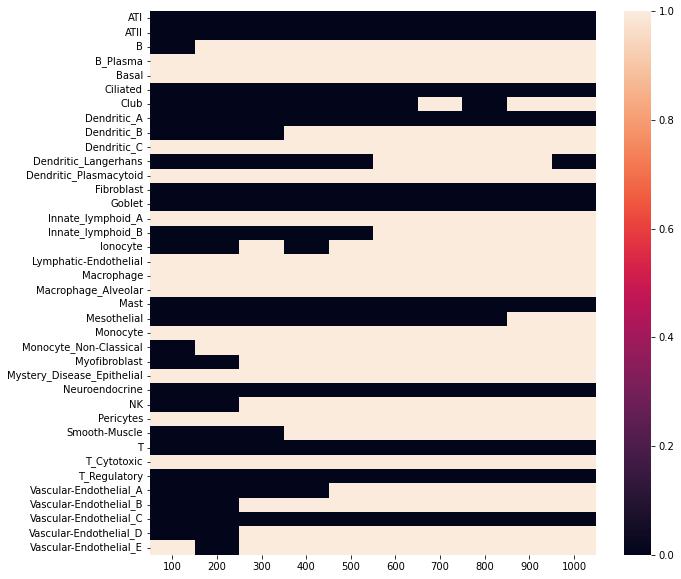 ATI
ATII
B
B_Plasma
Basal
Ciliated
Club
Dendritic_A
Dendritic_B
Dendritic_C
Dendritic_Langerhans
Dendritic_Plasmacytoid
Fibroblast
Goblet
Innate_lymphoid_A
Innate_lymphoid_B
Ionocyte
Lymphatic-Endothelial
Macrophage
Macrophage_Alveolar
Mast
Mesothelial
Monocyte
Monocyte_Non-Classical
Myofibroblast
Mystery_Disease_Epithelial
Neuroendocrine
NK
Pericytes
Smooth-Muscle
T
T_Cytotoxic
T_Regulatory
Vascular-Endothelial_A
Vascular-Endothelial_B
Vascular-Endothelial_C
Vascular-Endothelial_D
Vascular-Endothelial_E
100 200 300 400 500 600 700 800 900 1000
1.0
0.8
0.6
0.4
0.2
0.0